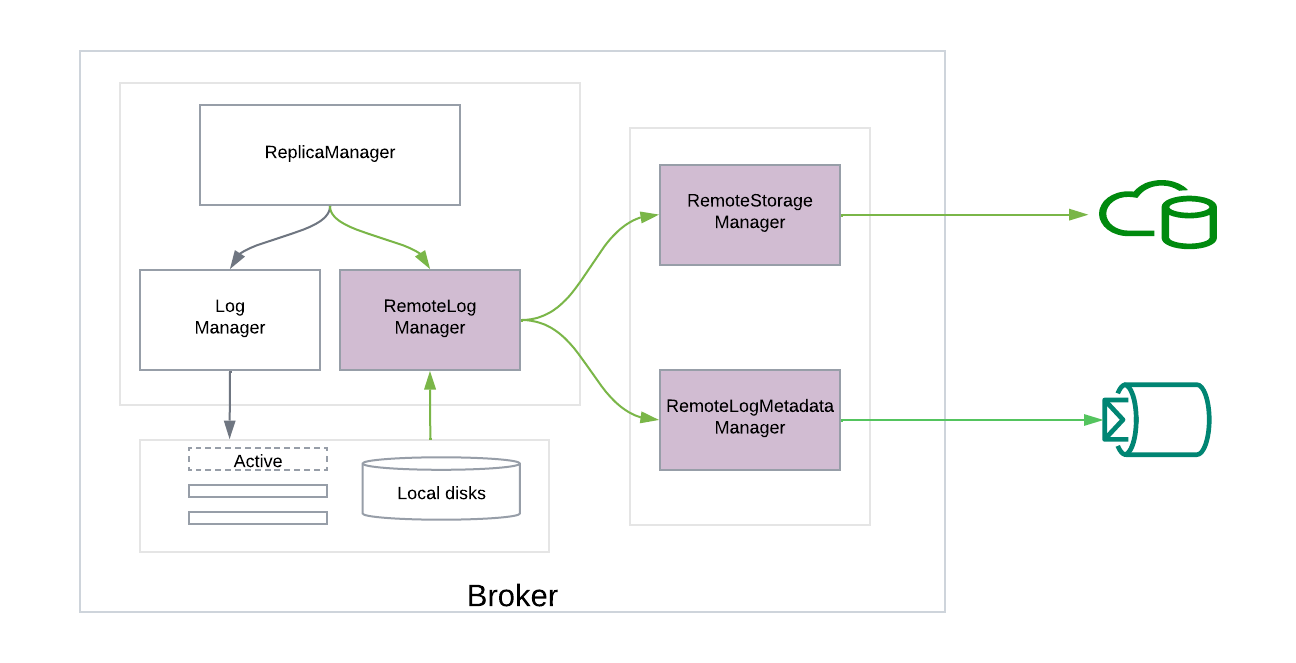 ReplicaManager
Log
Manager
RemoteLog
Manager
RemoteStorage
Manager
RemoteLogMetadata
Manager
Active
Local disks
Broker